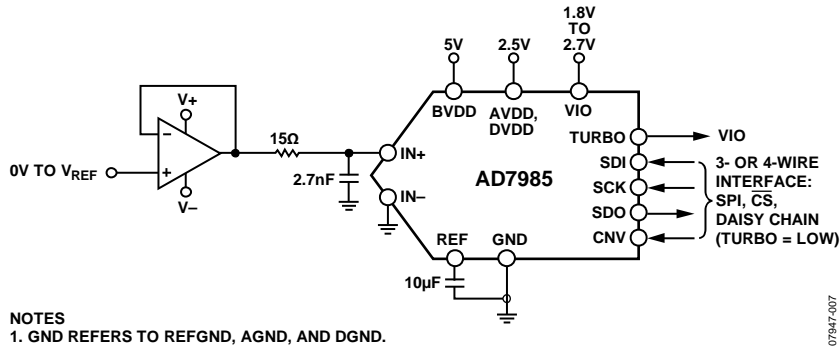 1.8V
TO
2.7V
5V
2.5V
V+
−
+
V−
0V TO VREF
15Ω
2.7nF
BVDD
AVDD,
DVDD
VIO
IN+
IN−
AD7985
TURBO
SDI
SCK
SDO
CNV
VIO
3- OR 4-WIRE
INTERFACE:
SPI, C̅S̅,
DAISY CHAIN
(TURBO = LOW)
REF
GND
10µF
NOTES
1. GND REFERS TO REFGND, AGND, AND DGND.
07947-007